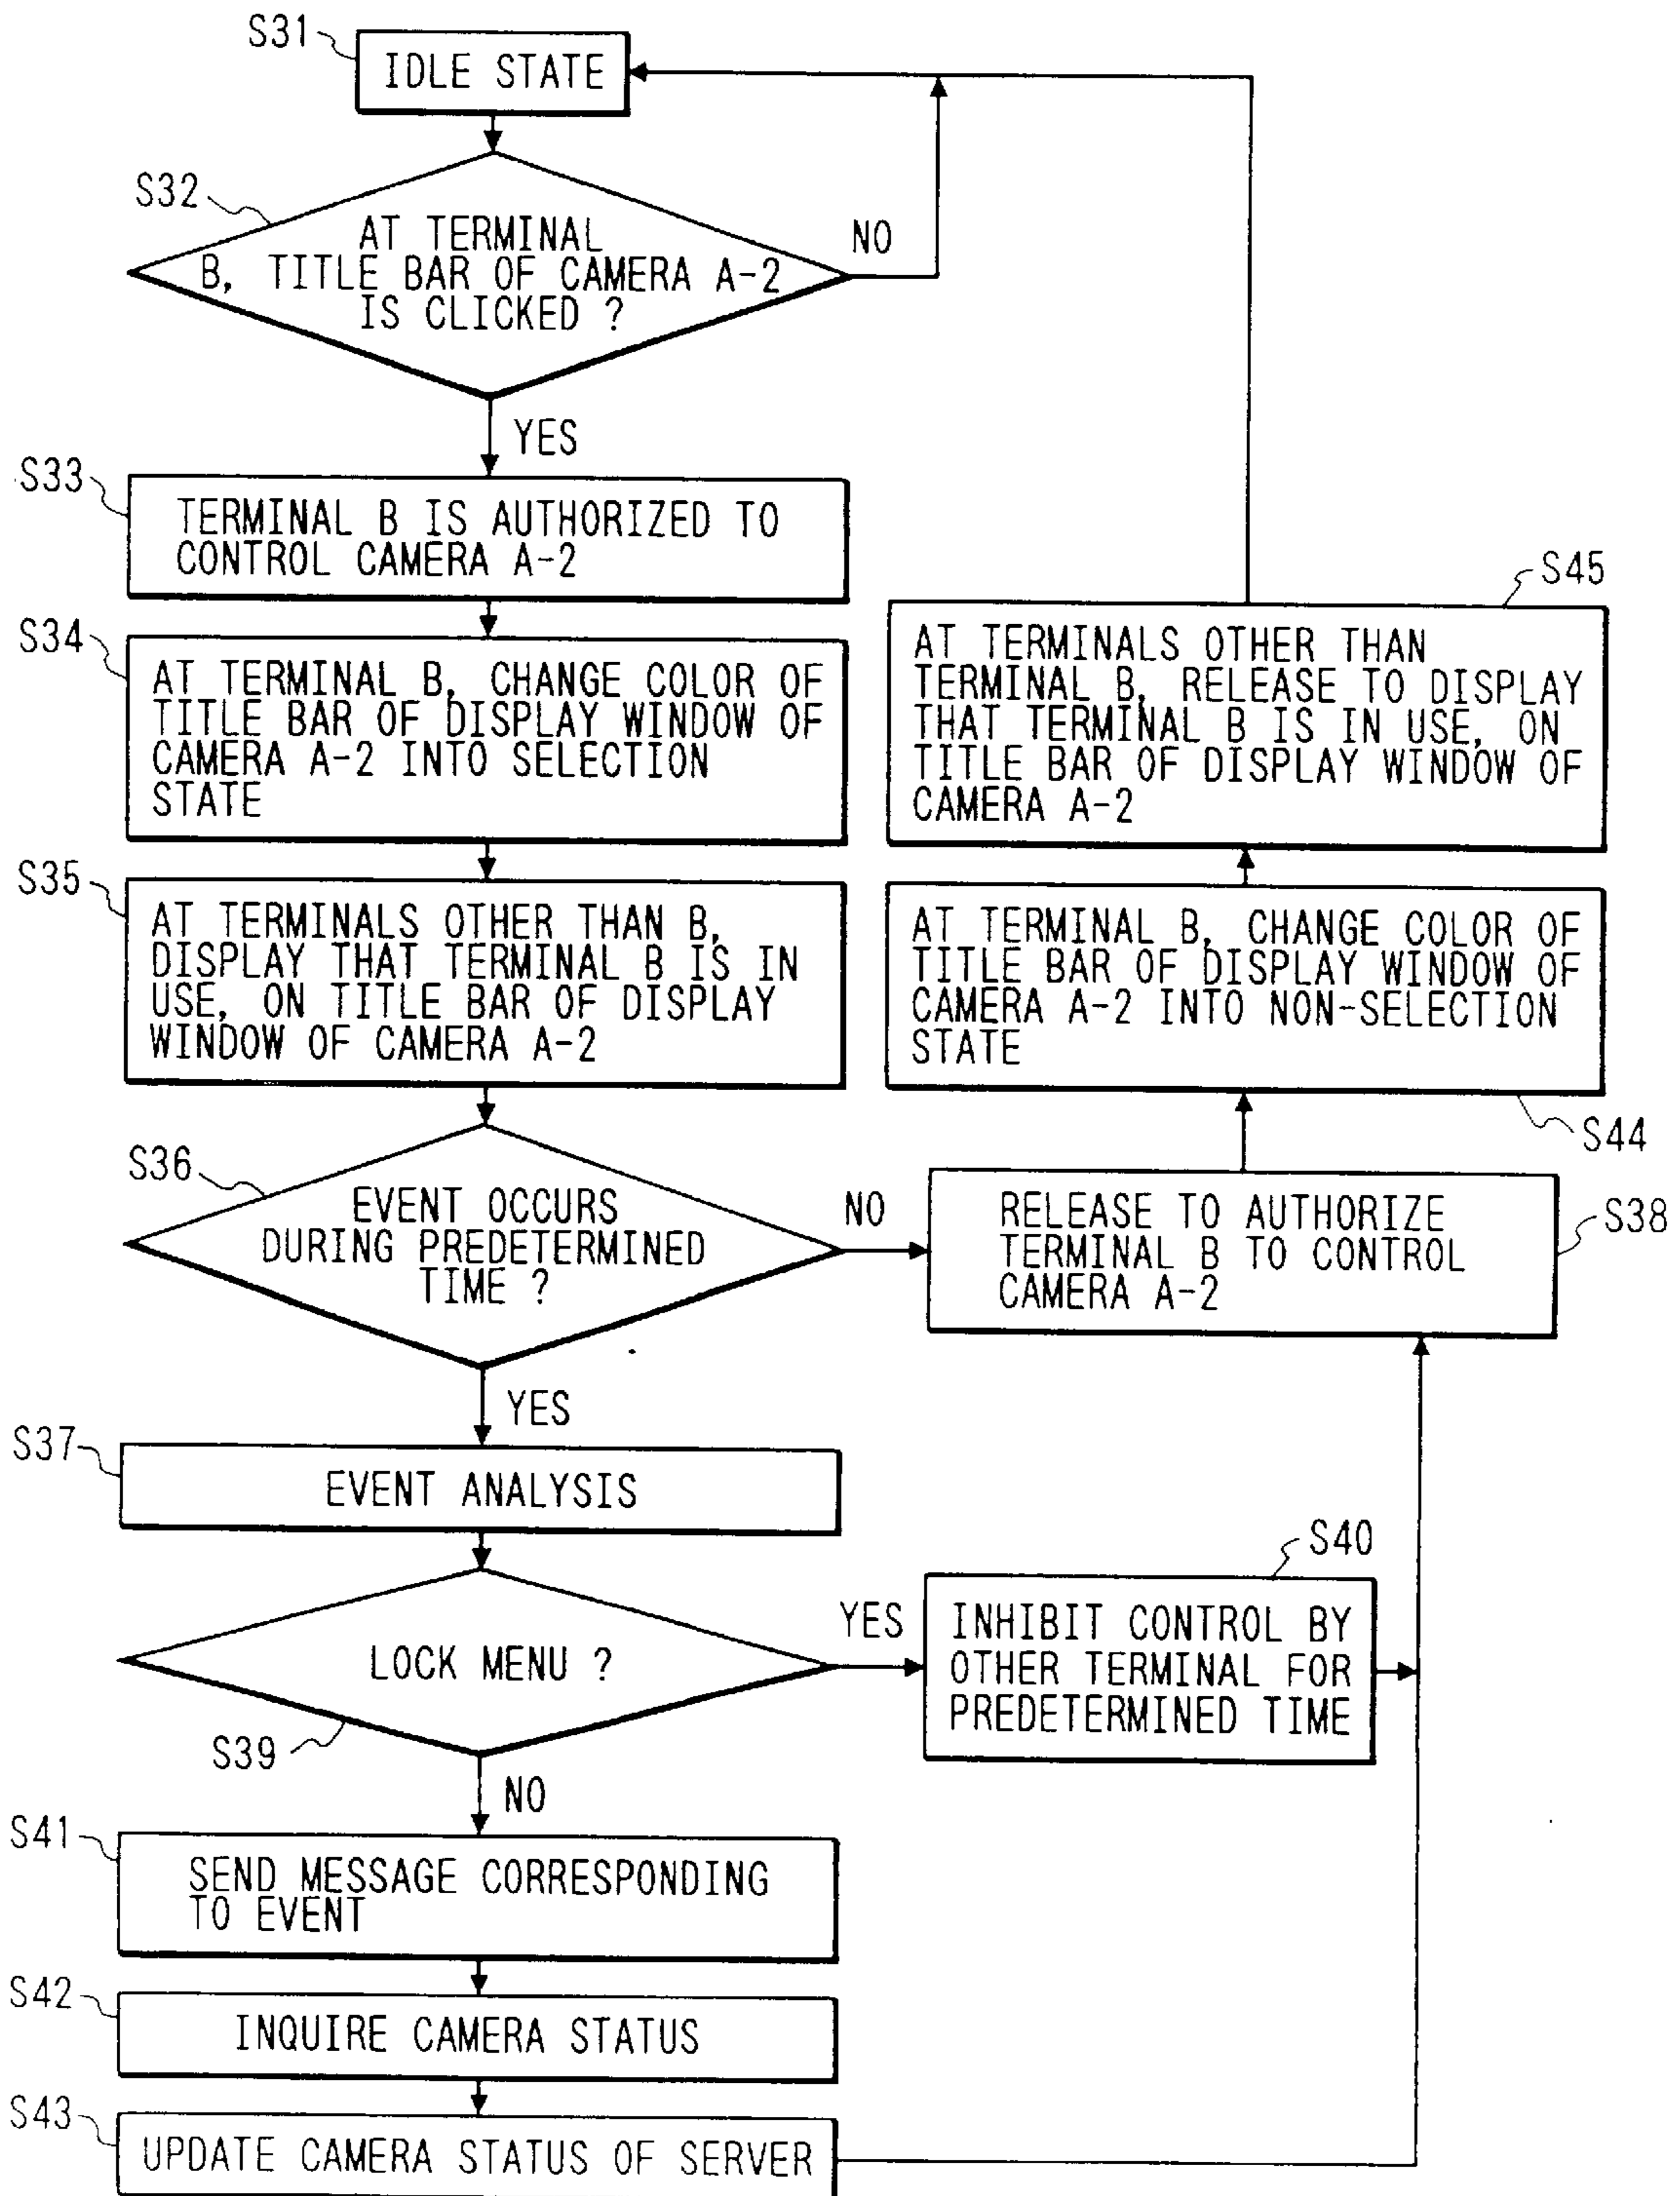 S31
IDLE STATE
S32
AT TERMINAL
B, TITLE BAR OF CAMERA A-2
IS CLICKED ?
NO
YES
S33
TERMINAL B IS AUTHORIZED TO
CONTROL CAMERA A-2
S34
AT TERMINAL B, CHANGE COLOR OF
TITLE BAR OF DISPLAY WINDOW OF
CAMERA A-2 INTO SELECTION
STATE
S35
AT TERMINALS OTHER THAN B,
DISPLAY THAT TERMINAL B IS IN
USE, ON TITLE BAR OF DISPLAY
WINDOW OF CAMERA A-2
S36
EVENT OCCURS
DURING PREDETERMINED
TIME ?
NO
YES
S37
EVENT ANALYSIS
LOCK MENU ?
S39
YES
NO
S40
INHIBIT CONTROL BY
OTHER TERMINAL FOR
PREDETERMINED TIME
S41
SEND MESSAGE CORRESPONDING
TO EVENT
S42
INQUIRE CAMERA STATUS
S43
UPDATE CAMERA STATUS OF SERVER
S38
RELEASE TO AUTHORIZE
TERMINAL B TO CONTROL
CAMERA A-2
S44
AT TERMINAL B, CHANGE COLOR OF
TITLE BAR OF DISPLAY WINDOW OF
CAMERA A-2 INTO NON-SELECTION
STATE
S45
AT TERMINALS OTHER THAN
TERMINAL B, RELEASE TO DISPLAY
THAT TERMINAL B IS IN USE, ON
TITLE BAR OF DISPLAY WINDOW OF
CAMERA A-2